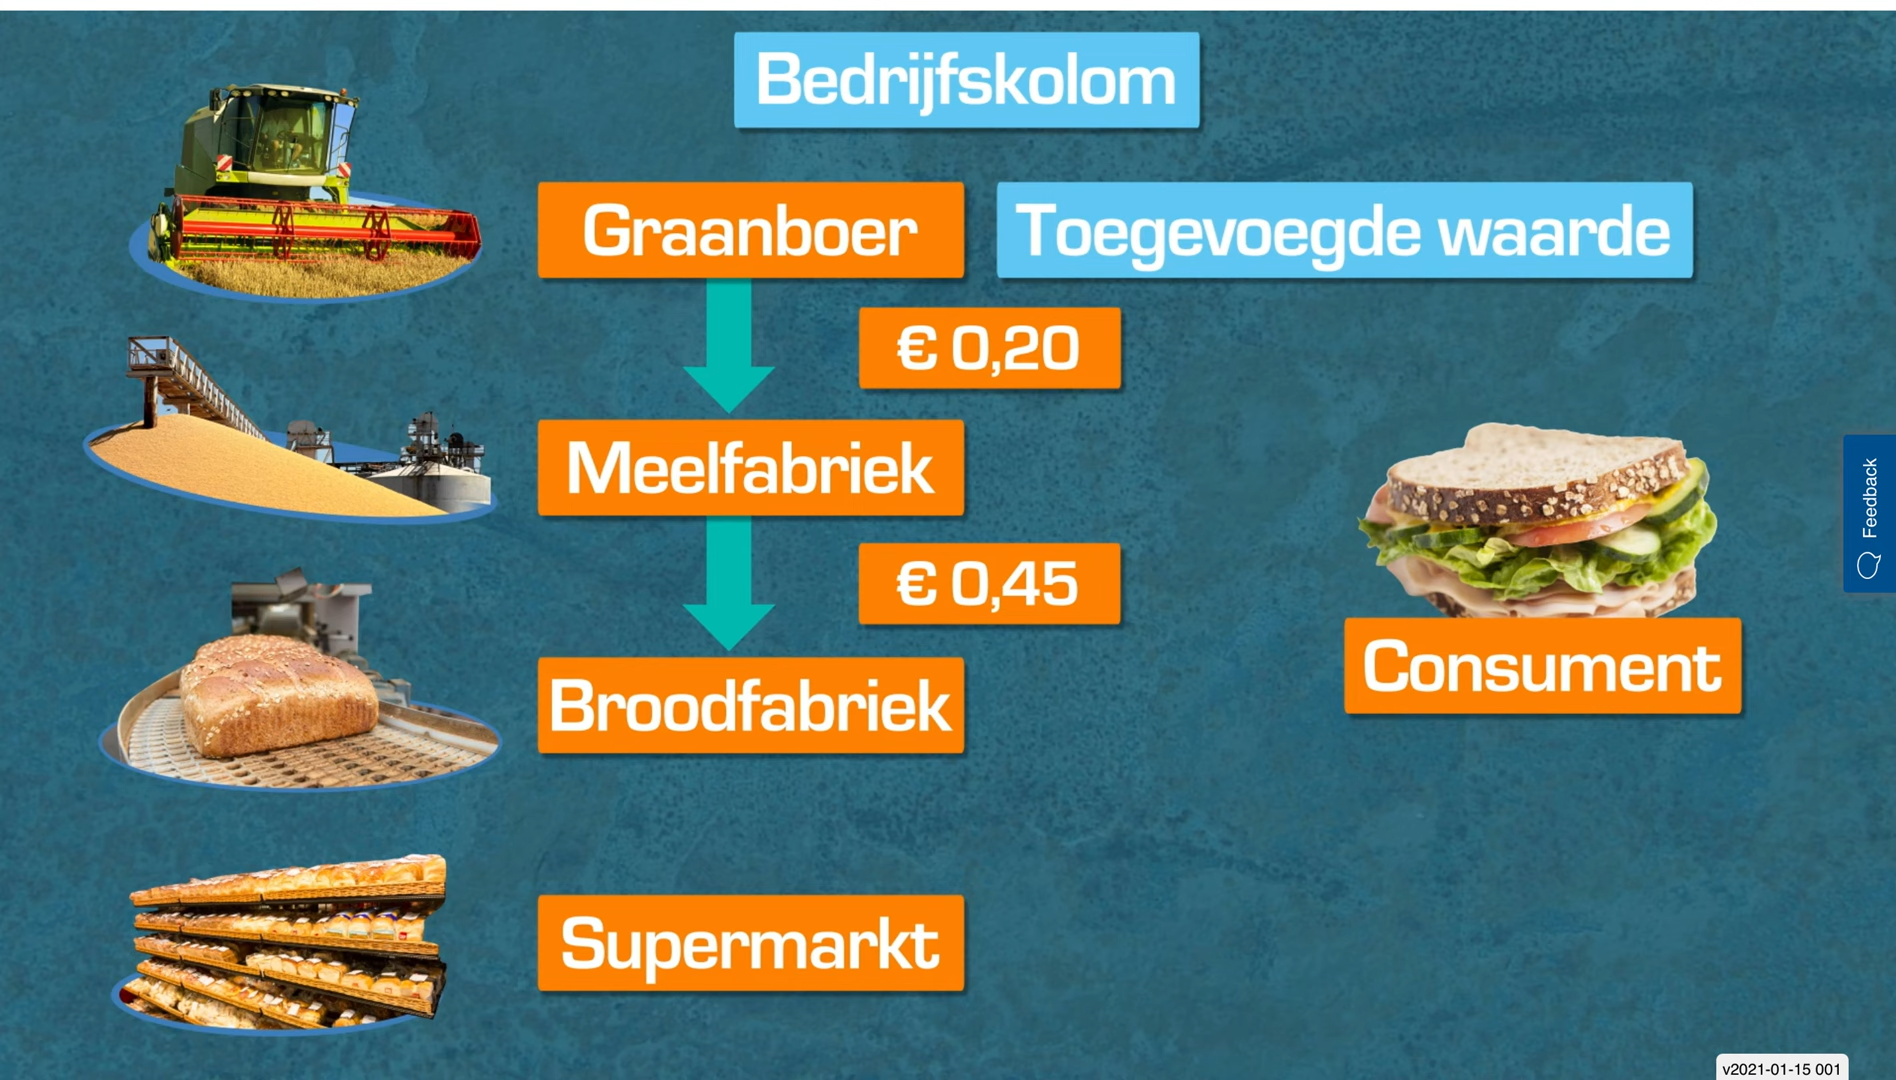 Bedrijfskolom
Graanboer
Toegevoegde waarde
€ 0,20
Meelfabriek
€ 0,45
Broodfabriek
Consument
Supermarkt
Feedback
v2021-01-15 001